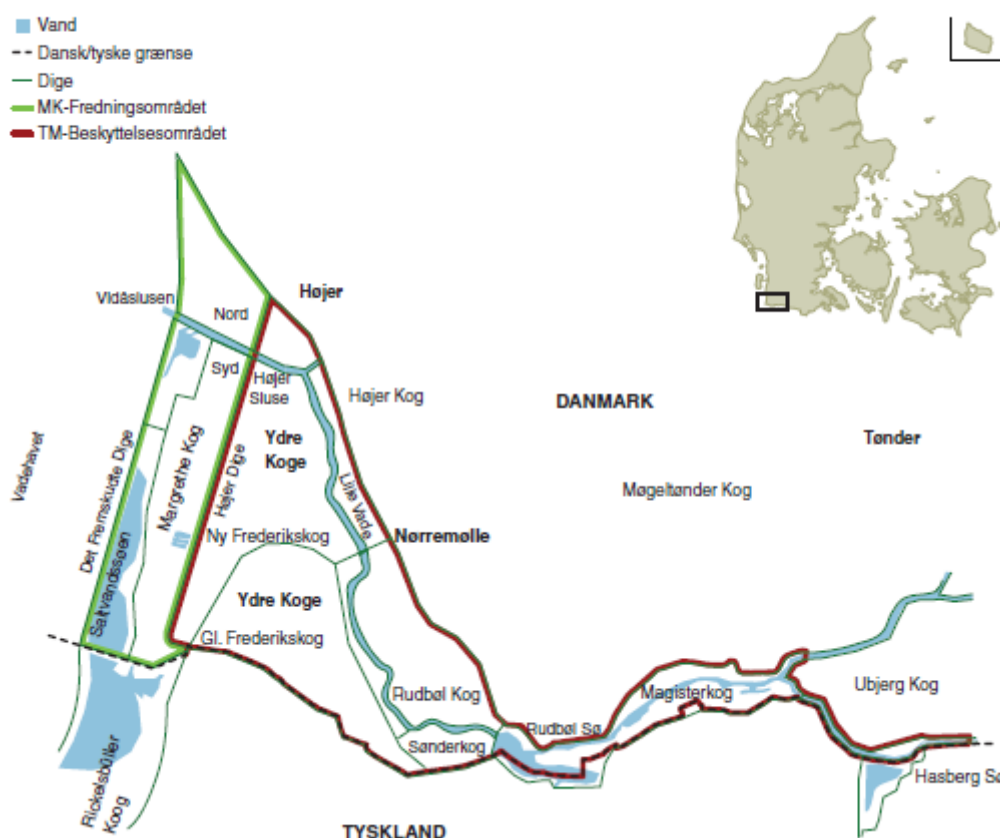 Vand
Dansk/tyske grænse
Dige
MK-Fredningsområdet
TM-Beskyttelsesområdet
Højer
Vidåslusen
Nord
Syd
Højer
Sluse
Højer Kog
DANMARK
Tønder
Ydre
Koge
Vadehavet
Det Fremskudte Dige
Margrethe Kog
Højer Dige
Lille Vade
Møgeltønder Kog
Ny Frederikskog
Nørremølle
Saltvandssøen
Ydre Koge
Gl. Frederikskog
Rudbøl Kog
Magisterkog
Ubjerg Kog
Rudbøl Sø
Sønderkog
Rickelsbüller
Koog
Hasberg Sø
TYSKLAND